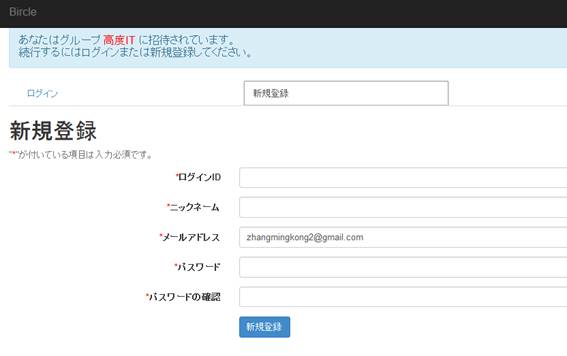 Bircle
あなたはグループ 高度IT に招待されています。
続行するにはログインまたは新規登録してください。
ログイン 新規登録
新規登録
"*"が付いている項目は入力必須です。
*ログインID
*ニックネーム
*メールアドレス zhangmingkong2@gmail.com
*パスワード
*パスワードの確認
新規登録